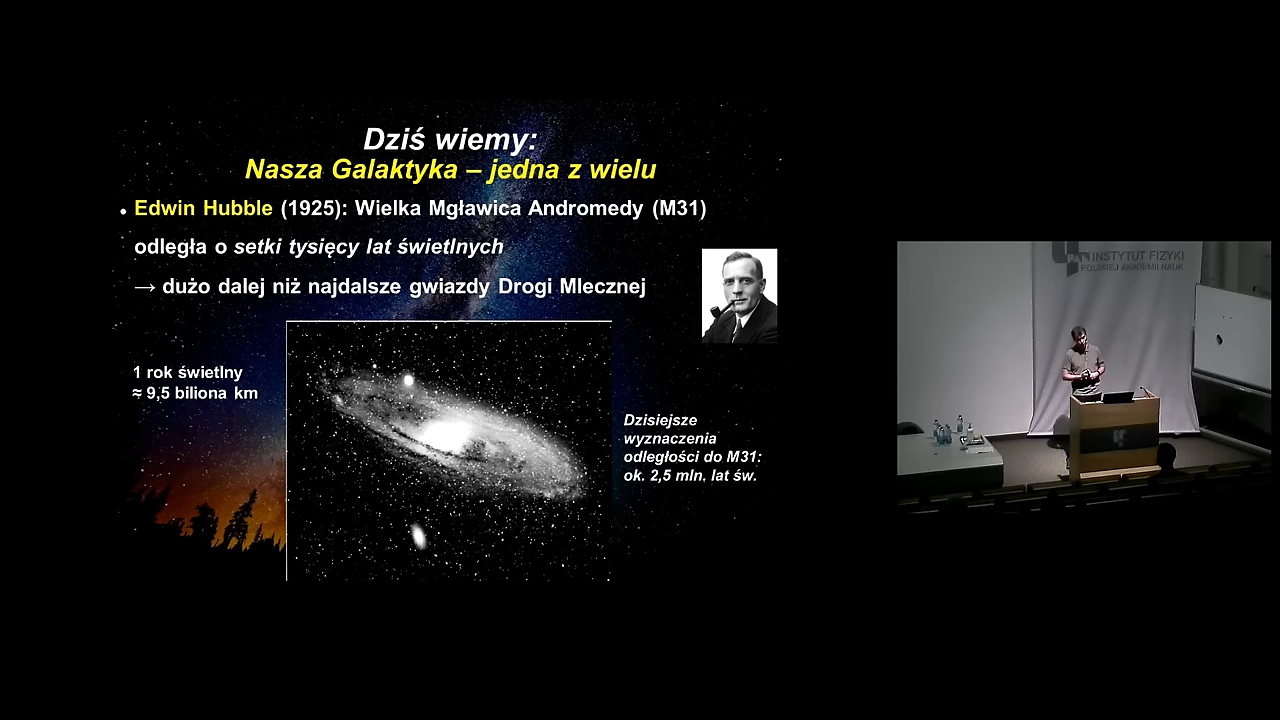 Dziś wiemy:
Nasza Galaktyka – jedna z wielu
• Edwin Hubble (1925): Wielka Mgławica Andromedy (M31)
odległa o setki tysięcy lat świetlnych
→ dużo dalej niż najdalsze gwiazdy Drogi Mlecznej
1 rok świetlny
≈ 9,5 biliona km
Dzisiejsze
wyznaczenia
odległości do M31:
ok. 2,5 mln. lat św.
INSTYTUT FIZYKI
POLSKIEJ AKADEMII NAUK